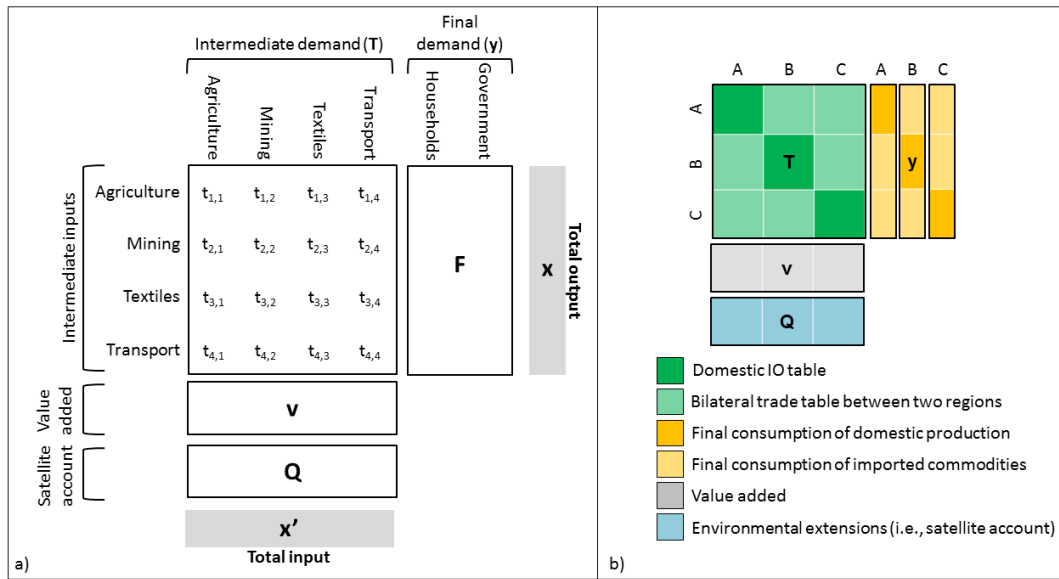 Intermediate demand (T)
Final
demand (y)
Agriculture
Mining
Textiles
Transport
Households
Government
Intermediate inputs
Agriculture
t1,1 t1,2 t1,3 t1,4
Mining
t2,1 t2,2 t2,3 t2,4
Textiles
t3,1 t3,2 t3,3 t3,4
Transport
t4,1 t4,2 t4,3 t4,4
F
x
Total output
Value
added
v
Satellite
account
Q
x’
Total input
a)
A B C A B C
A
B
C
T
y
v
Q
Domestic IO table
Bilateral trade table between two regions
Final consumption of domestic production
Final consumption of imported commodities
Value added
Environmental extensions (i.e., satellite account)
b)